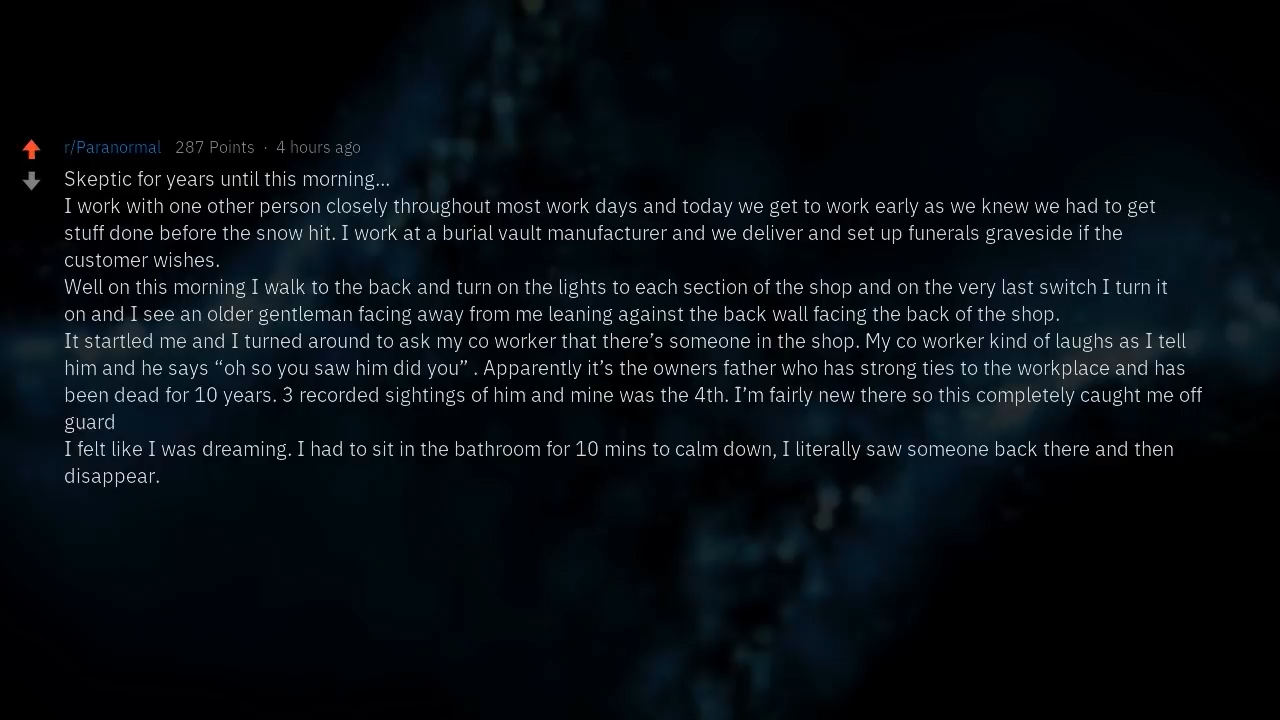 r/Paranormal 287 Points · 4 hours ago
Skeptic for years until this morning...
I work with one other person closely throughout most work days and today we get to work early as we knew we had to get
stuff done before the snow hit. I work at a burial vault manufacturer and we deliver and set up funerals graveside if the
customer wishes.
Well on this morning I walk to the back and turn on the lights to each section of the shop and on the very last switch I turn it
on and I see an older gentleman facing away from me leaning against the back wall facing the back of the shop.
It startled me and I turned around to ask my co worker that there’s someone in the shop. My co worker kind of laughs as I tell
him and he says “oh so you saw him did you” . Apparently it’s the owners father who has strong ties to the workplace and has
been dead for 10 years. 3 recorded sightings of him and mine was the 4th. I’m fairly new there so this completely caught me off
guard
I felt like I was dreaming. I had to sit in the bathroom for 10 mins to calm down, I literally saw someone back there and then
disappear.